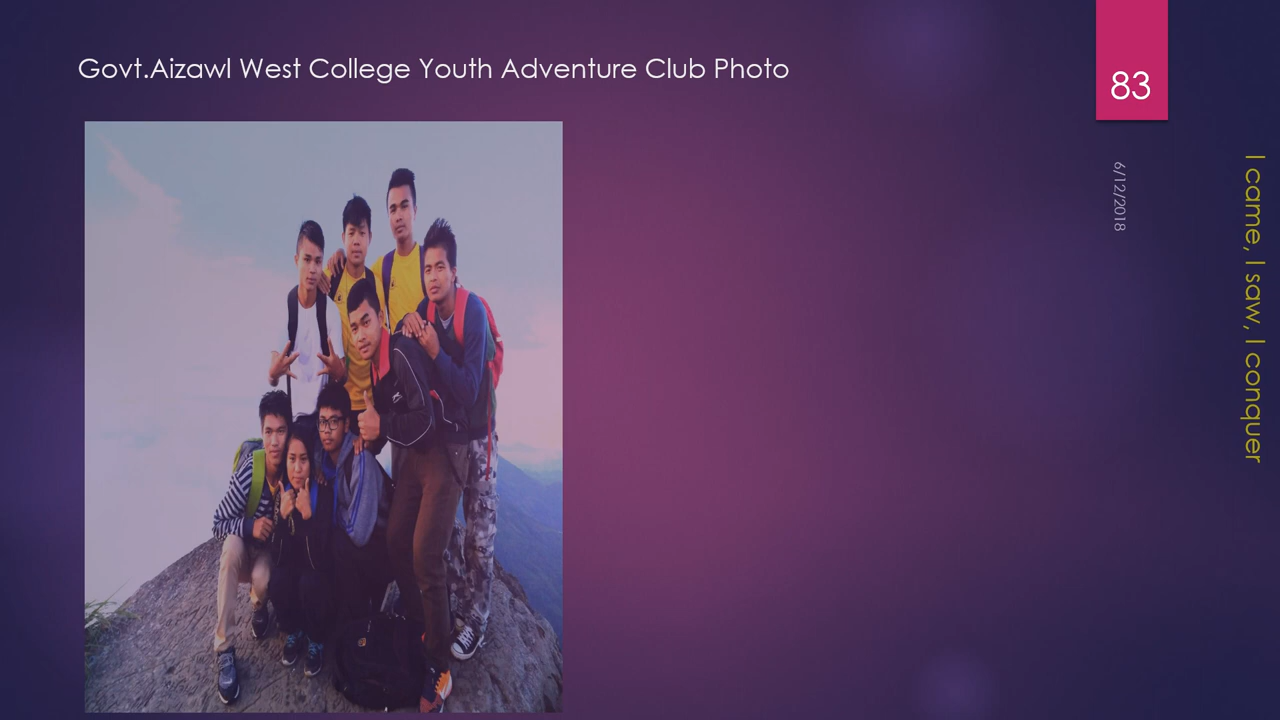 Govt.Aizawl West College Youth Adventure Club Photo
83
6/12/2018
I came, I saw, I conquer